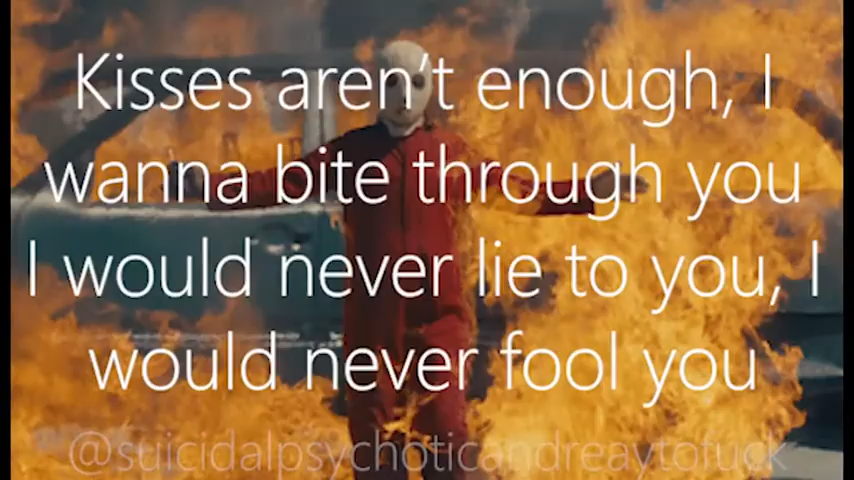 Kisses aren't enough, I
wanna bite through you
I would never lie to you, I
would never fool you
@suicidalpsychoticandreaytofuck